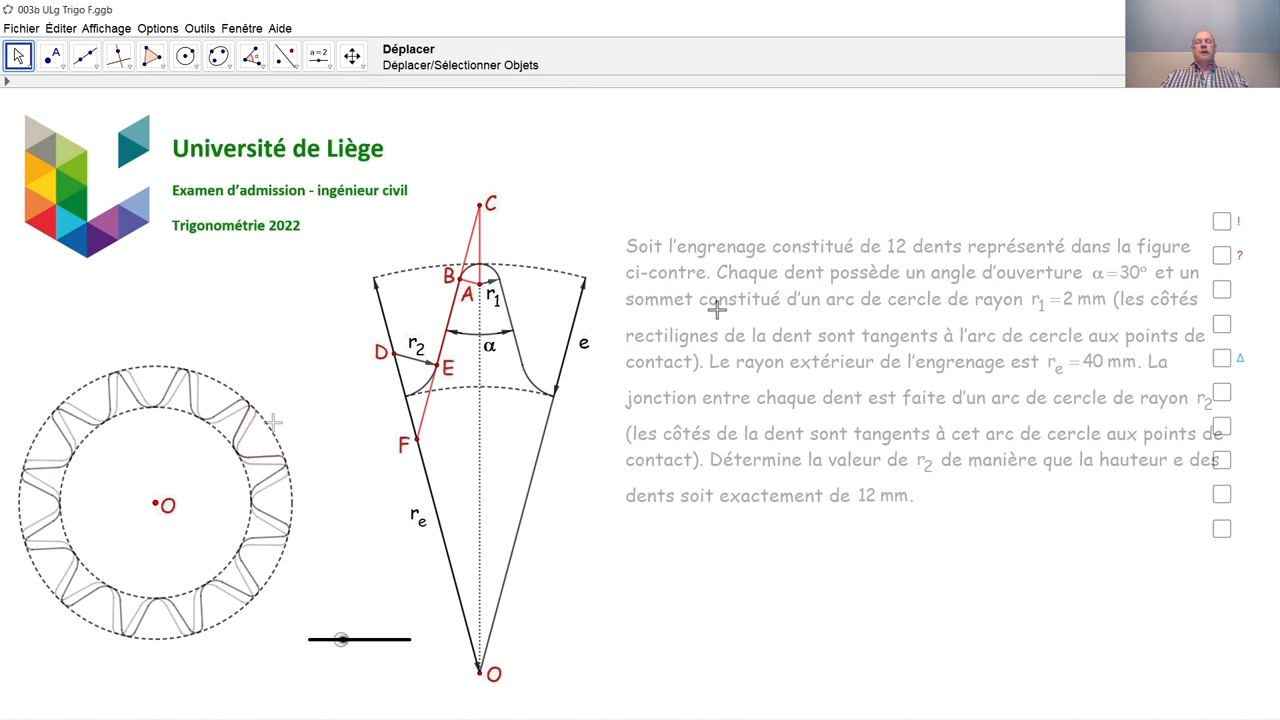 003b ULg Trigo F.ggb
Fichier Éditer Affichage Options Outils Fenêtre Aide
A
a=2
Déplacer
Déplacer/Sélectionner Objets
Université de Liège
Examen d'admission - ingénieur civil
Trigonométrie 2022
C
B
A
r1
α
e
D
r2
E
F
re
O
O
Soit l'engrenage constitué de 12 dents représenté dans la figure
ci-contre. Chaque dent possède un angle d'ouverture α=30° et un
sommet constitué d'un arc de cercle de rayon r1=2 mm (les côtés
rectilignes de la dent sont tangents à l'arc de cercle aux points de
contact). Le rayon extérieur de l'engrenage est re=40 mm. La
jonction entre chaque dent est faite d'un arc de cercle de rayon r2
(les côtés de la dent sont tangents à cet arc de cercle aux points de
contact). Détermine la valeur de r2 de manière que la hauteur e des
dents soit exactement de 12 mm.
!
?
Δ